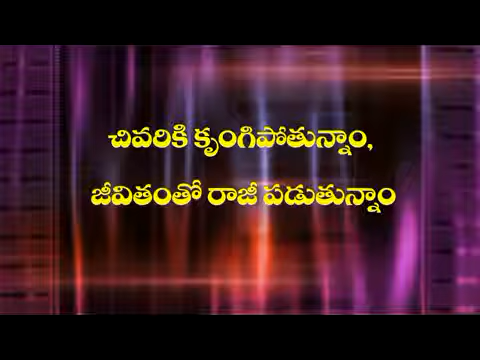 చివరికి కృంగిపోతున్నాం,
జీవితంతో రాజీ పడుతున్నాం